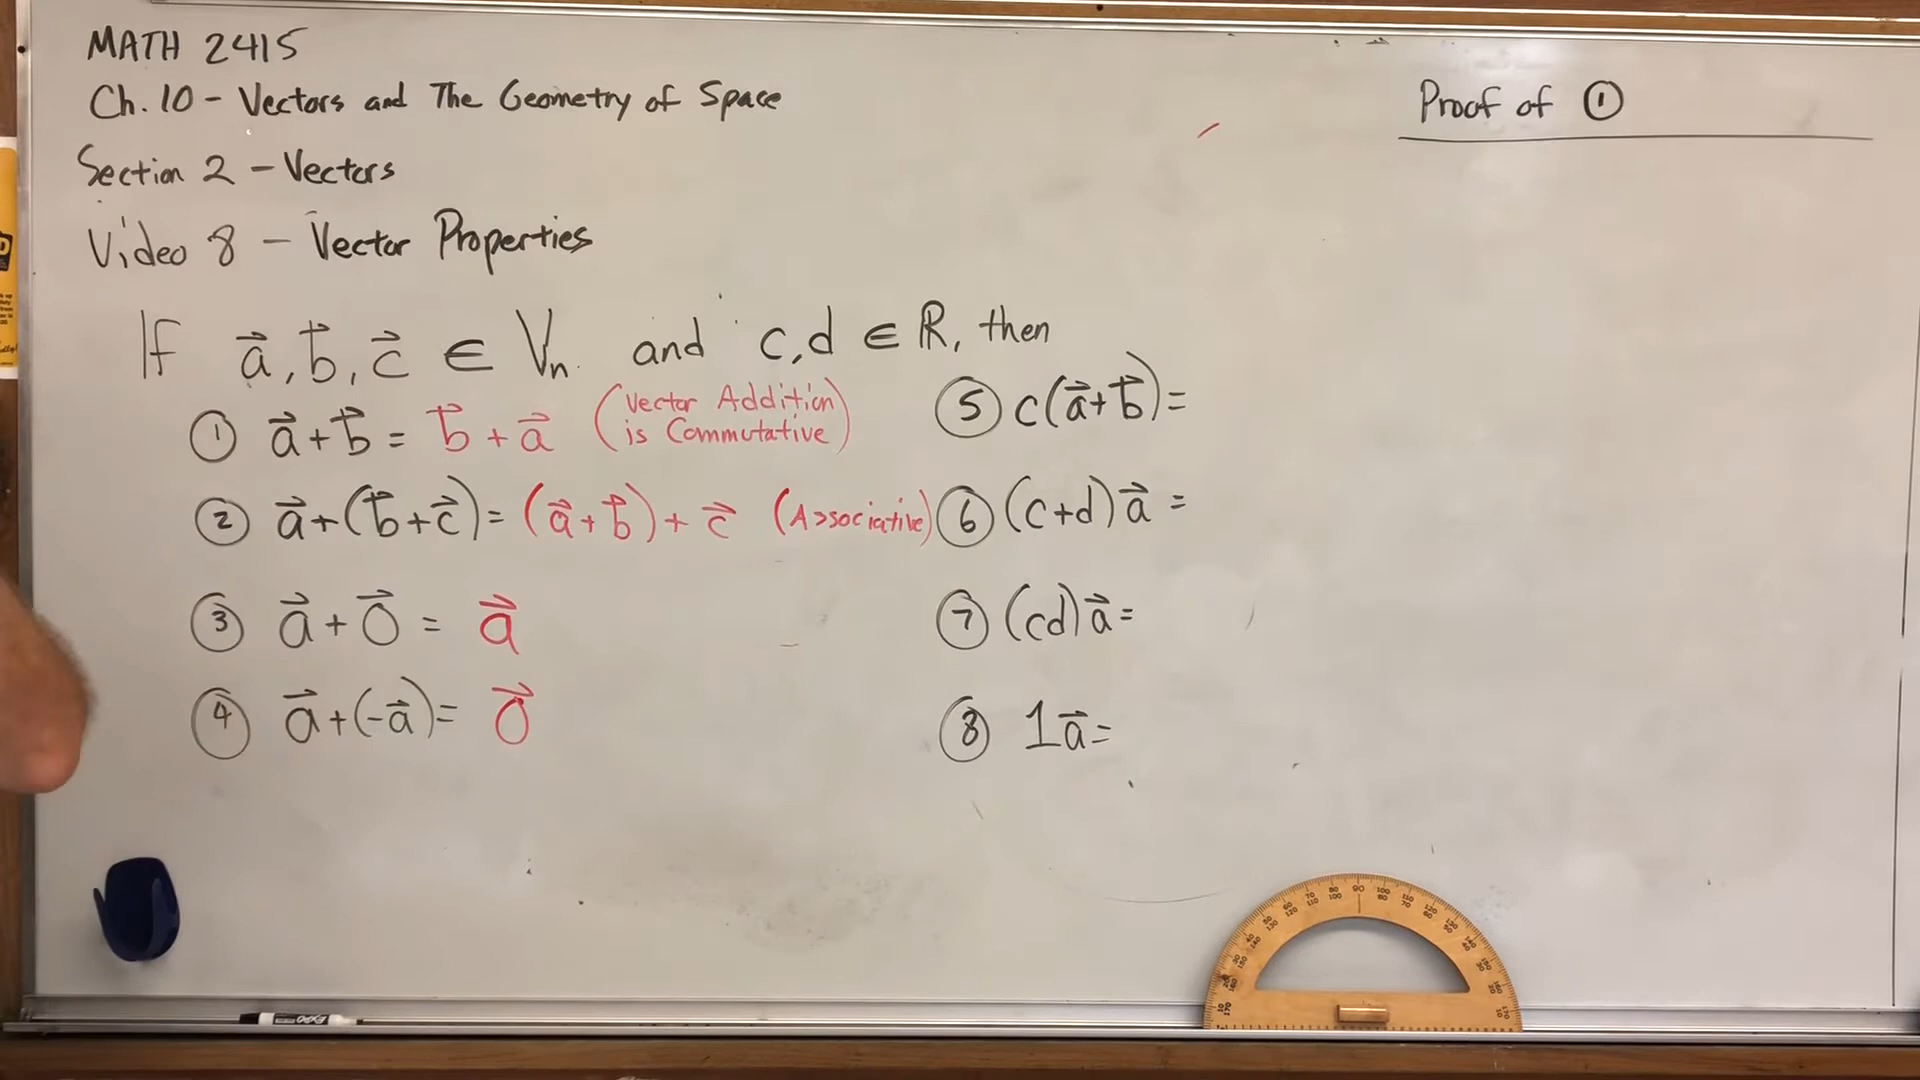 MATH 2415
Ch. 10 - Vectors and The Geometry of Space
Section 2 - Vectors
Video 8 - Vector Properties
If a⃗, b⃗, c⃗ ∈ Vₙ and c, d ∈ ℝ, then
① a⃗ + b⃗ = b⃗ + a⃗ (Vector Addition
is Commutative)
② a⃗ + (b⃗ + c⃗) = (a⃗ + b⃗) + c⃗ (Associative)
③ a⃗ + 0⃗ = a⃗
④ a⃗ + (-a⃗) = 0⃗
⑤ c(a⃗ + b⃗) =
⑥ (c+d)a⃗ =
⑦ (cd)a⃗ =
⑧ 1a⃗ =
Proof of ①